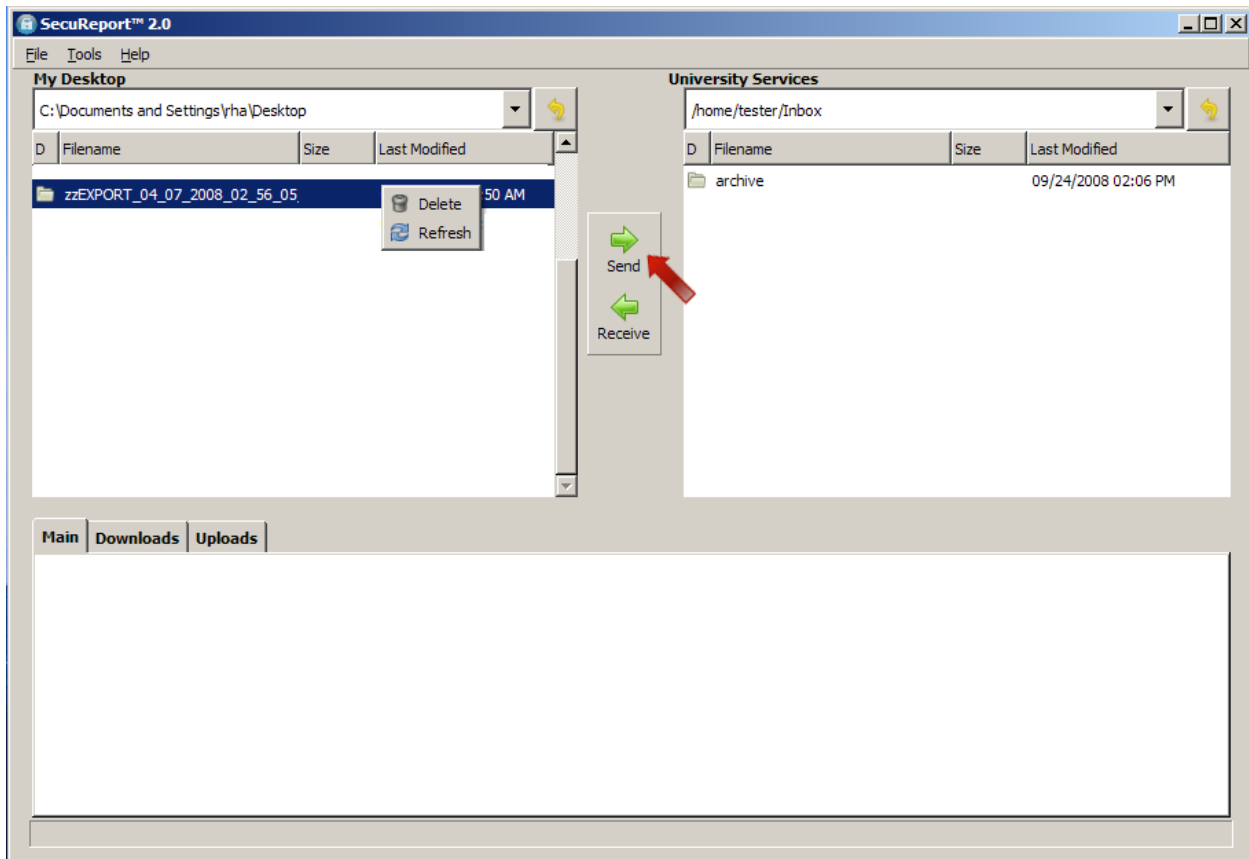 SecuReport™ 2.0
File Tools Help
My Desktop
University Services
C:\Documents and Settings\rha\Desktop
/home/tester/Inbox
D Filename Size Last Modified
D Filename Size Last Modified
zzEXPORT_04_07_2008_02_56_05_ 50 AM
archive 09/24/2008 02:06 PM
Delete
Refresh
Send
Receive
Main Downloads Uploads